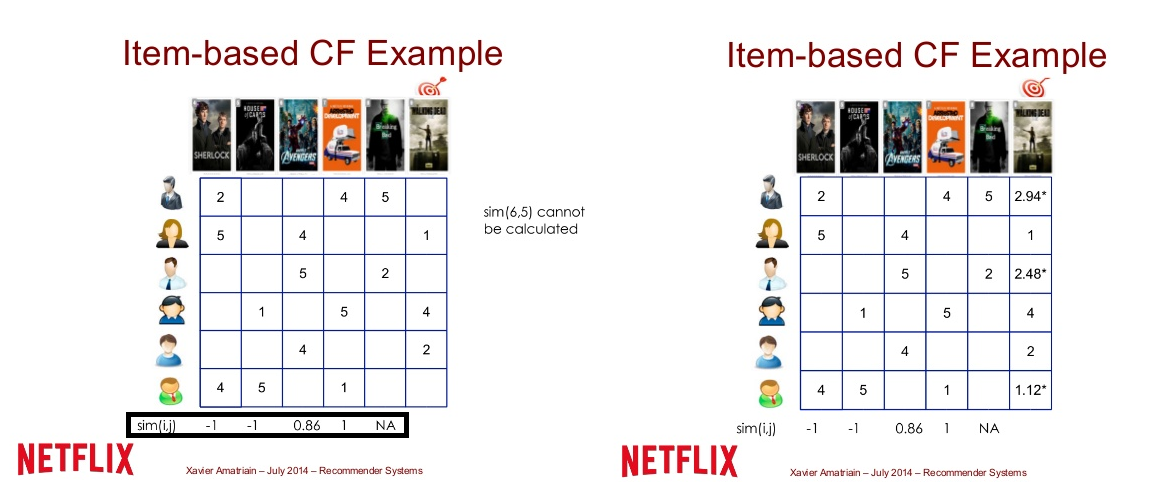 Item-based CF Example
SHERLOCK
HOUSE
of CARDS
AVENGERS
DEVELOPMENT
Breaking
Bad
WALKING DEAD
2 4 5
5 4 1
5 2
1 5 4
4 2
4 5 1
sim(i,j) -1 -1 0.86 1 NA
sim(6,5) cannot
be calculated
NETFLIX
Xavier Amatriain – July 2014 – Recommender Systems
Item-based CF Example
SHERLOCK
HOUSE
of CARDS
AVENGERS
DEVELOPMENT
Breaking
Bad
WALKING DEAD
2 4 5 2.94*
5 4 1
5 2 2.48*
1 5 4
4 2
4 5 1 1.12*
sim(i,j) -1 -1 0.86 1 NA
NETFLIX
Xavier Amatriain – July 2014 – Recommender Systems